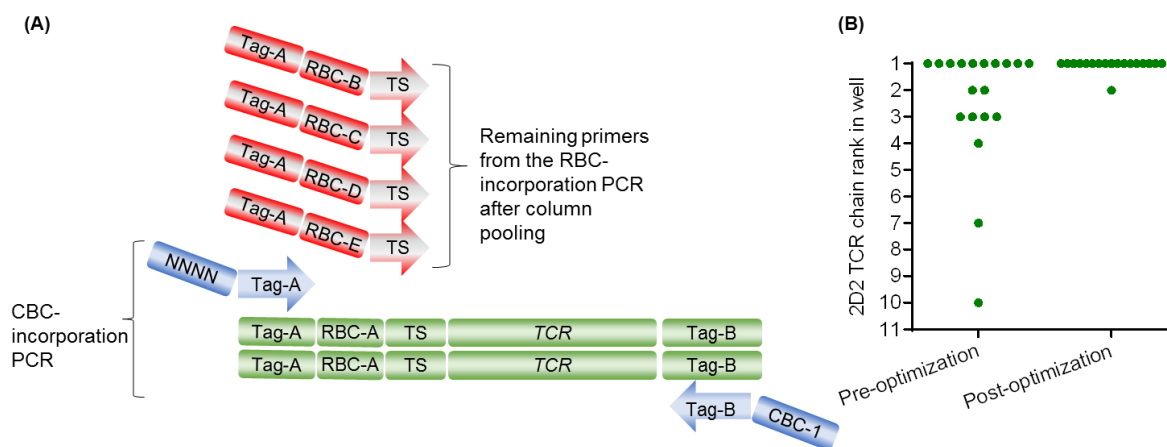 (A)
Tag-A RBC-B TS
Tag-A RBC-C TS
Tag-A RBC-D TS
Tag-A RBC-E TS
Remaining primers
from the RBC-
incorporation PCR
after column
pooling
CBC-
incorporation
PCR
NNNN Tag-A
Tag-A RBC-A TS TCR Tag-B
Tag-A RBC-A TS TCR Tag-B
Tag-B CBC-1
(B)
2D2 TCR chain rank in well
1
2
3
4
5
6
7
8
9
10
11
Pre-optimization
Post-optimization